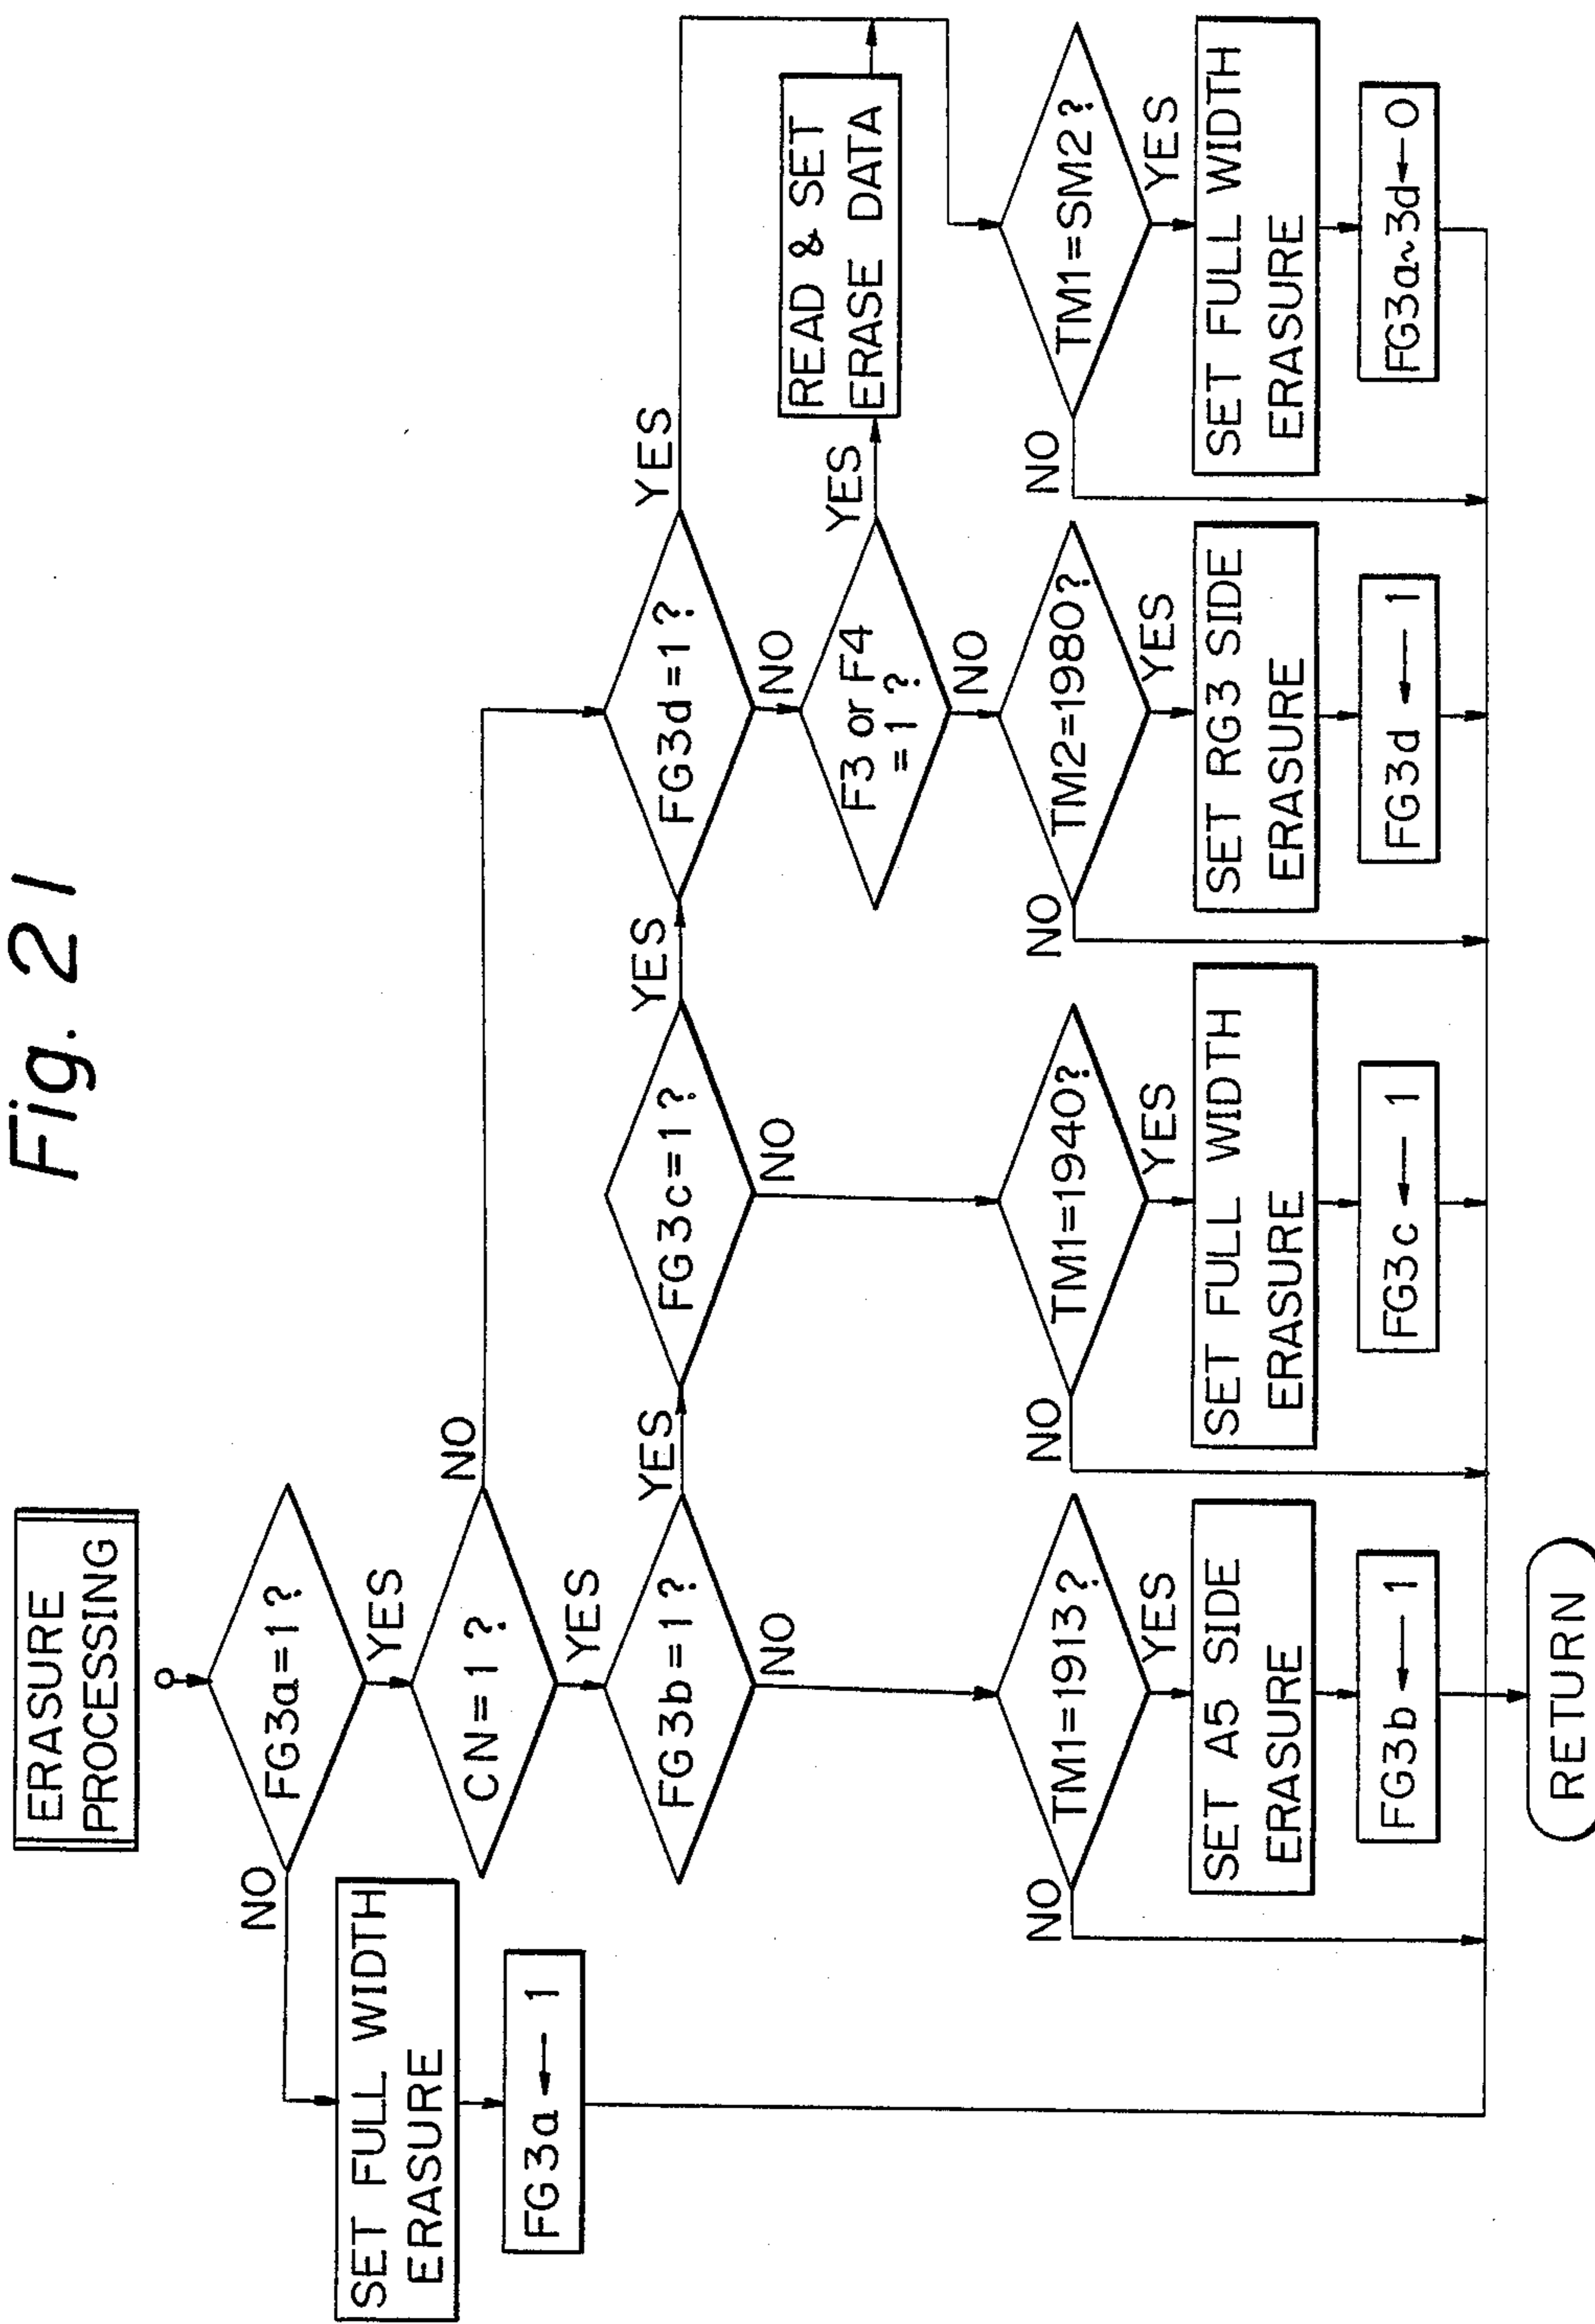 Fig. 21
ERASURE
PROCESSING
FG3a=1?
NO
YES
SET FULL WIDTH
ERASURE
FG3a ← 1
CN=1?
NO
YES
FG3b=1?
YES
NO
FG3c=1?
YES
NO
FG3d=1?
YES
NO
F3 or F4
=1?
YES
NO
READ & SET
ERASE DATA
TM1=1913?
NO
YES
SET A5 SIDE
ERASURE
FG3b ← 1
TM1=1940?
NO
YES
SET FULL WIDTH
ERASURE
FG3c ← 1
TM2=1980?
NO
YES
SET RG3 SIDE
ERASURE
FG3d ← 1
TM1=SM2?
NO
YES
SET FULL WIDTH
ERASURE
FG3a~3d←0
RETURN